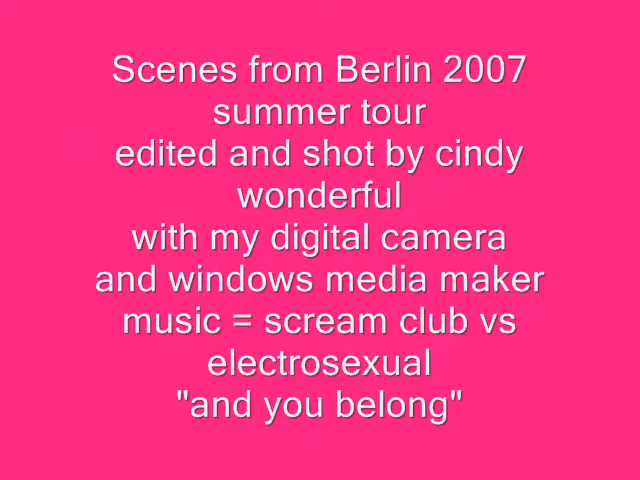 Scenes from Berlin 2007
summer tour
edited and shot by cindy
wonderful
with my digital camera
and windows media maker
music = scream club vs
electrosexual
"and you belong"